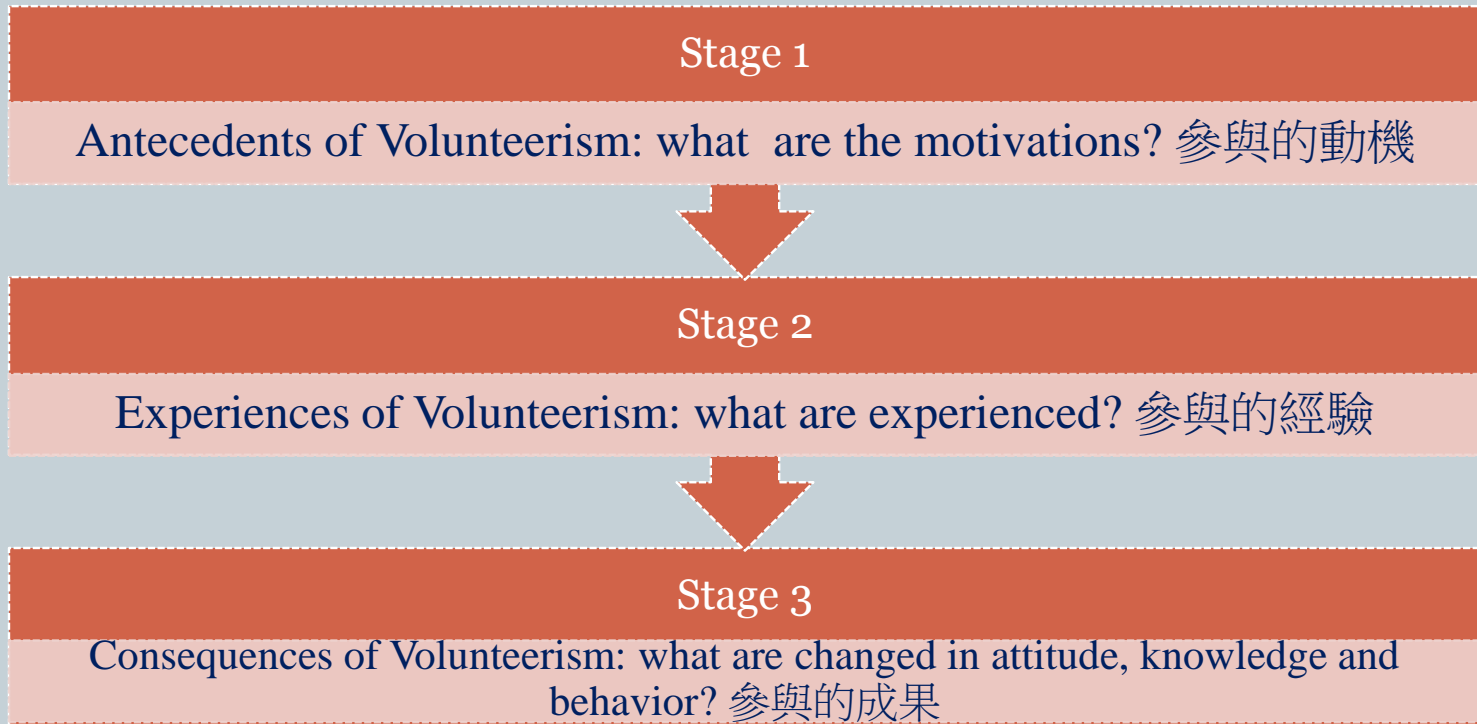 Stage 1
Antecedents of Volunteerism: what  are the motivations? 參與的動機
Stage 2
Experiences of Volunteerism: what are experienced? 參與的經驗
Stage 3
Consequences of Volunteerism: what are changed in attitude, knowledge and
behavior? 參與的成果